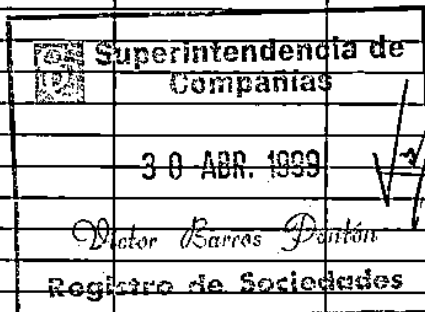 Superintendencia de
Compañías
30 ABR. 1999
Victor Barros Pontón
Registro de Sociedades